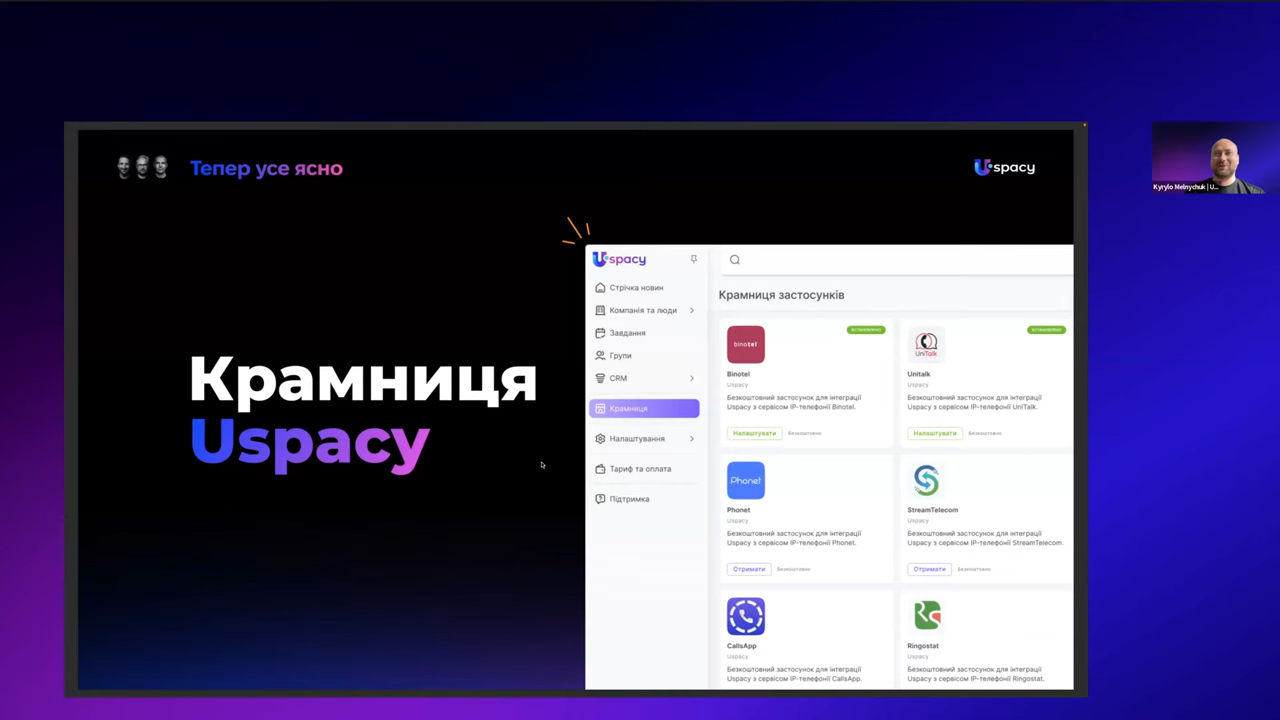 Тепер усе ясно
Uspacy
Kyrylo Melnychuk | U...
Крамниця
Uspacy
Uspacy
Стрічка новин
Компанія та люди
Завдання
Групи
CRM
Крамниця
Налаштування
Тариф та оплата
Підтримка
Крамниця застосунків
binotel
ВСТАНОВЛЕНО
Binotel
Uspacy
Безкоштовний застосунок для інтеграції
Uspacy з сервісом IP-телефонії Binotel.
Налаштувати Безкоштовно
UniTalk
ВСТАНОВЛЕНО
Unitalk
Uspacy
Безкоштовний застосунок для інтеграції
Uspacy з сервісом IP-телефонії UniTalk.
Налаштувати Безкоштовно
Phonet
Phonet
Uspacy
Безкоштовний застосунок для інтеграції
Uspacy з сервісом IP-телефонії Phonet.
Отримати Безкоштовно
StreamTelecom
Uspacy
Безкоштовний застосунок для інтеграції
Uspacy з сервісом IP-телефонії StreamTelecom.
Отримати Безкоштовно
CallsApp
Uspacy
Безкоштовний застосунок для інтеграції
Uspacy з сервісом IP-телефонії CallsApp.
Ringostat
Uspacy
Безкоштовний застосунок для інтеграції
Uspacy з сервісом IP-телефонії Ringostat.